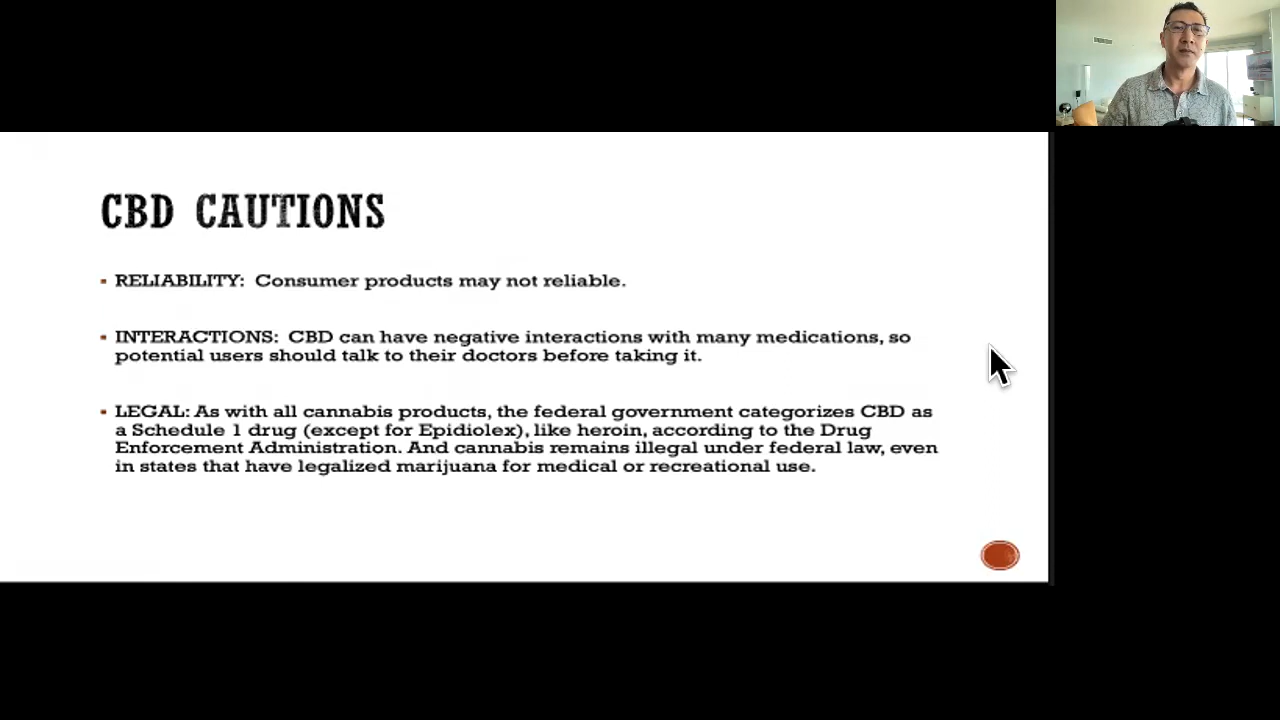 CBD CAUTIONS
RELIABILITY: Consumer products may not reliable.
INTERACTIONS: CBD can have negative interactions with many medications, so
potential users should talk to their doctors before taking it.
LEGAL: As with all cannabis products, the federal government categorizes CBD as
a Schedule 1 drug (except for Epidiolex), like heroin, according to the Drug
Enforcement Administration. And cannabis remains illegal under federal law, even
in states that have legalized marijuana for medical or recreational use.